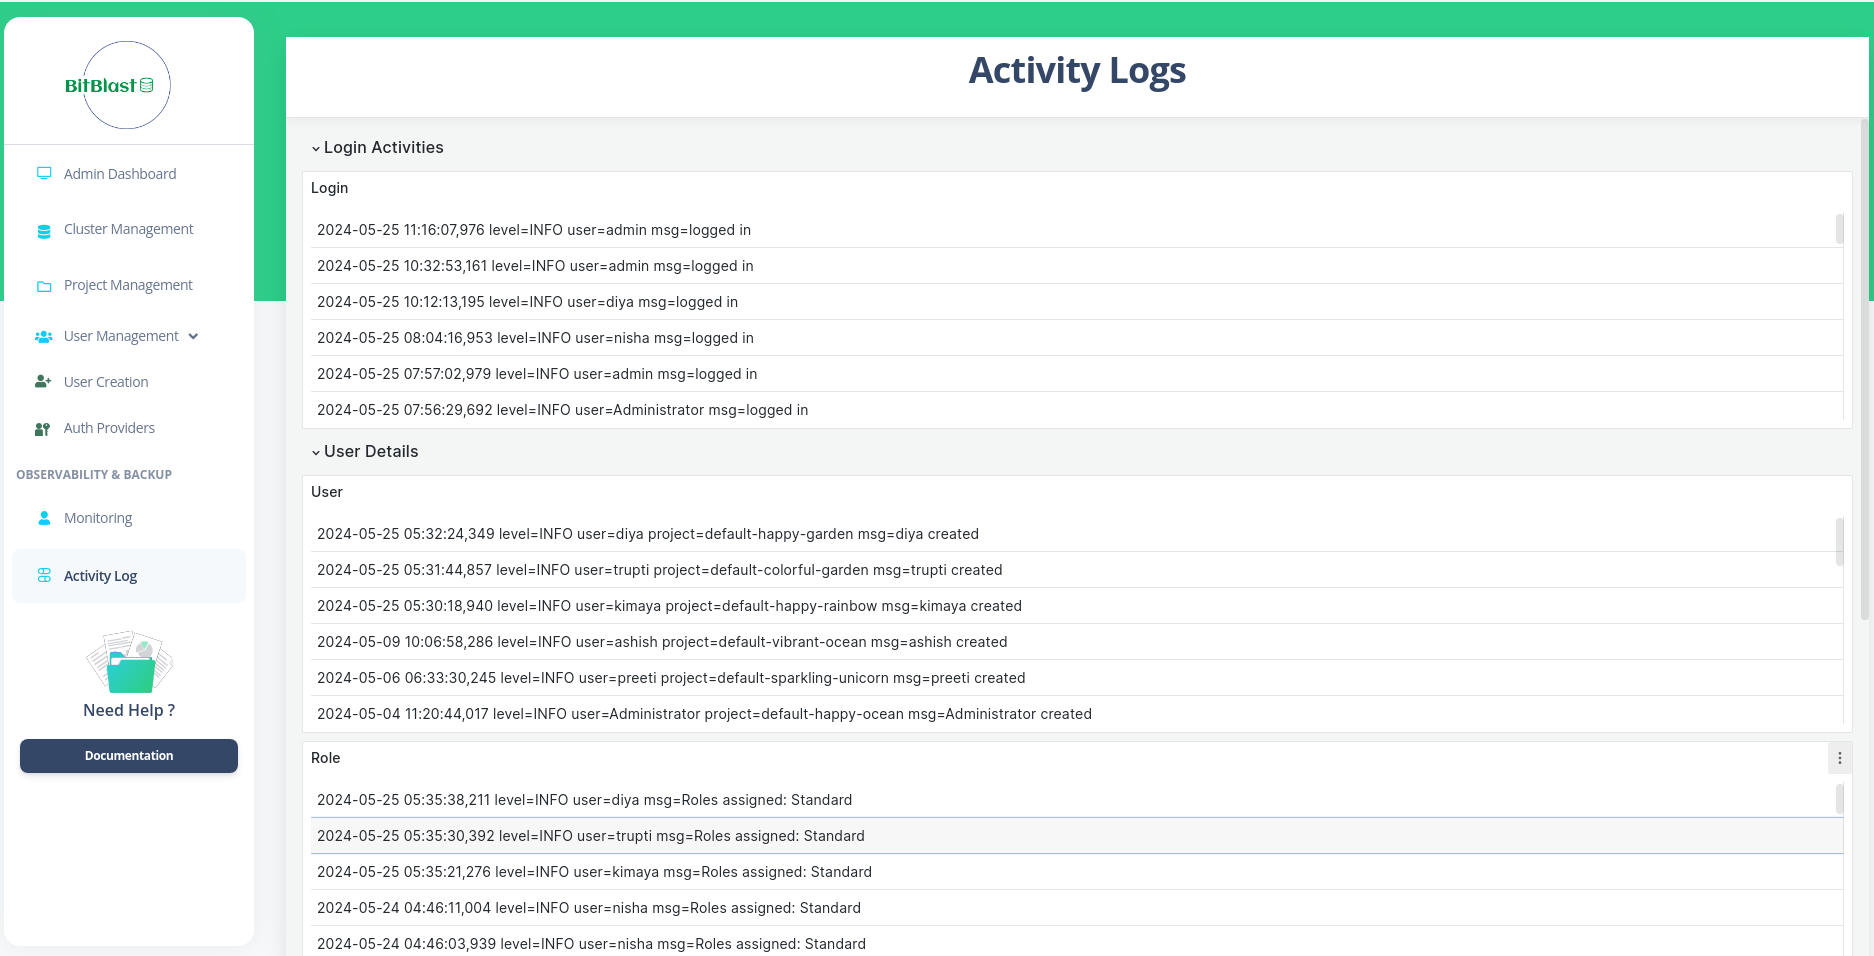 BitBlast
Admin Dashboard
Cluster Management
Project Management
User Management
User Creation
Auth Providers
OBSERVABILITY & BACKUP
Monitoring
Activity Log
Need Help ?
Documentation
Activity Logs
Login Activities
Login
2024-05-25 11:16:07,976 level=INFO user=admin msg=logged in
2024-05-25 10:32:53,161 level=INFO user=admin msg=logged in
2024-05-25 10:12:13,195 level=INFO user=diya msg=logged in
2024-05-25 08:04:16,953 level=INFO user=nisha msg=logged in
2024-05-25 07:57:02,979 level=INFO user=admin msg=logged in
2024-05-25 07:56:29,692 level=INFO user=Administrator msg=logged in
User Details
User
2024-05-25 05:32:24,349 level=INFO user=diya project=default-happy-garden msg=diya created
2024-05-25 05:31:44,857 level=INFO user=trupti project=default-colorful-garden msg=trupti created
2024-05-25 05:30:18,940 level=INFO user=kimaya project=default-happy-rainbow msg=kimaya created
2024-05-09 10:06:58,286 level=INFO user=ashish project=default-vibrant-ocean msg=ashish created
2024-05-06 06:33:30,245 level=INFO user=preeti project=default-sparkling-unicorn msg=preeti created
2024-05-04 11:20:44,017 level=INFO user=Administrator project=default-happy-ocean msg=Administrator created
Role
2024-05-25 05:35:38,211 level=INFO user=diya msg=Roles assigned: Standard
2024-05-25 05:35:30,392 level=INFO user=trupti msg=Roles assigned: Standard
2024-05-25 05:35:21,276 level=INFO user=kimaya msg=Roles assigned: Standard
2024-05-24 04:46:11,004 level=INFO user=nisha msg=Roles assigned: Standard
2024-05-24 04:46:03,939 level=INFO user=nisha msg=Roles assigned: Standard